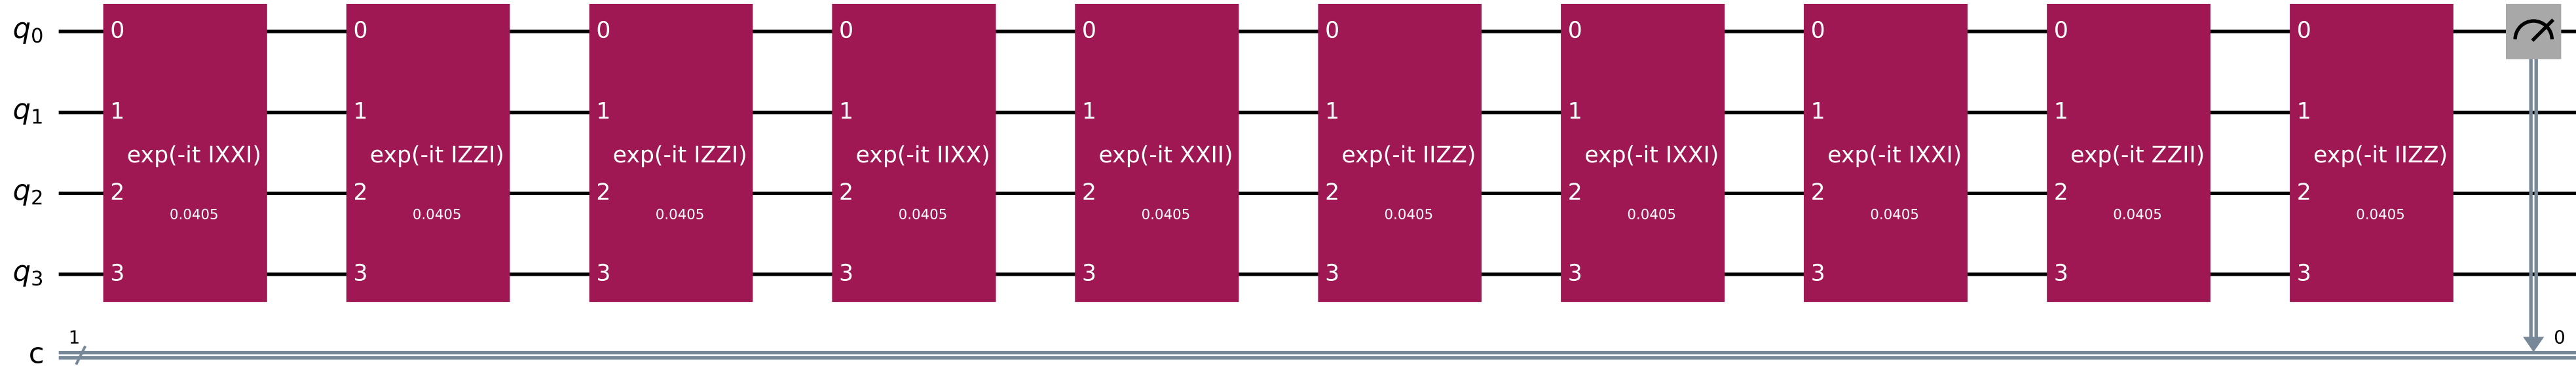 q0 0 0 0 0 0 0 0 0 0 0
q1 1 1 1 1 1 1 1 1 1 1
exp(-it IXXI) exp(-it IZZI) exp(-it IZZI) exp(-it IIXX) exp(-it XXII) exp(-it IIZZ) exp(-it IXXI) exp(-it IXXI) exp(-it ZZII) exp(-it IIZZ)
q2 2 2 2 2 2 2 2 2 2 2
0.0405 0.0405 0.0405 0.0405 0.0405 0.0405 0.0405 0.0405 0.0405 0.0405
q3 3 3 3 3 3 3 3 3 3 3
1 0
c